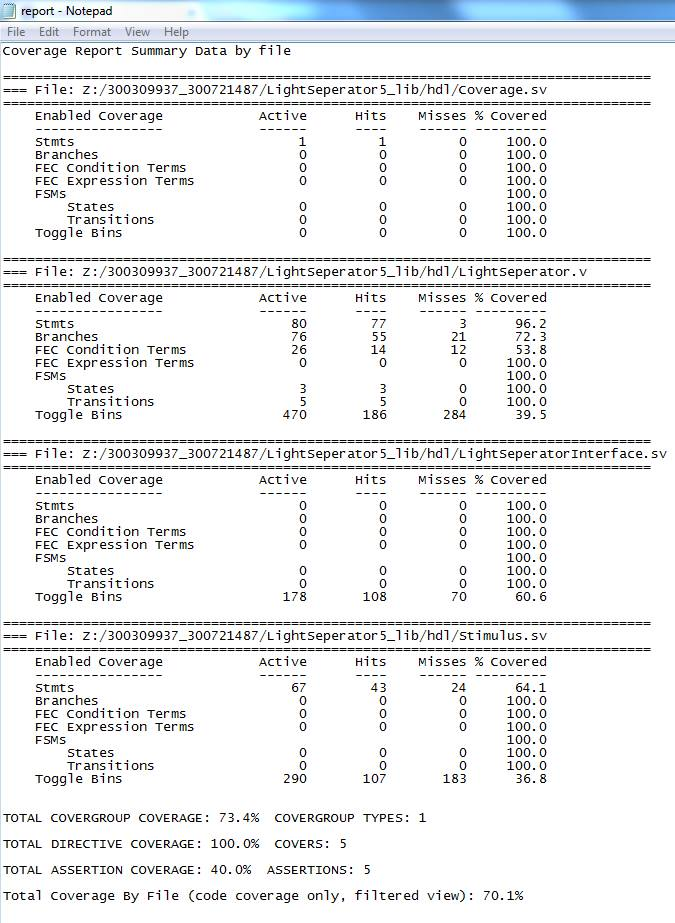 report - Notepad
File Edit Format View Help
Coverage Report Summary Data by file
=================================================================================
=== File: Z:/300309937_300721487/LightSeperator5_lib/hdl/Coverage.sv
=================================================================================
    Enabled Coverage            Active      Hits    Misses % Covered
    ----------------            ------      ----    ------ ---------
    Stmts                            1         1         0     100.0
    Branches                         0         0         0     100.0
    FEC Condition Terms              0         0         0     100.0
    FEC Expression Terms             0         0         0     100.0
    FSMs                                                       100.0
        States                       0         0         0     100.0
        Transitions                  0         0         0     100.0
    Toggle Bins                      0         0         0     100.0
=================================================================================
=== File: Z:/300309937_300721487/LightSeperator5_lib/hdl/LightSeperator.v
=================================================================================
    Enabled Coverage            Active      Hits    Misses % Covered
    ----------------            ------      ----    ------ ---------
    Stmts                           80        77         3      96.2
    Branches                        76        55        21      72.3
    FEC Condition Terms             26        14        12      53.8
    FEC Expression Terms             0         0         0     100.0
    FSMs                                                       100.0
        States                       3         3         0     100.0
        Transitions                  5         5         0     100.0
    Toggle Bins                    470       186       284      39.5
=================================================================================
=== File: Z:/300309937_300721487/LightSeperator5_lib/hdl/LightSeperatorInterface.sv
=================================================================================
    Enabled Coverage            Active      Hits    Misses % Covered
    ----------------            ------      ----    ------ ---------
    Stmts                            0         0         0     100.0
    Branches                         0         0         0     100.0
    FEC Condition Terms              0         0         0     100.0
    FEC Expression Terms             0         0         0     100.0
    FSMs                                                       100.0
        States                       0         0         0     100.0
        Transitions                  0         0         0     100.0
    Toggle Bins                    178       108        70      60.6
=================================================================================
=== File: Z:/300309937_300721487/LightSeperator5_lib/hdl/Stimulus.sv
=================================================================================
    Enabled Coverage            Active      Hits    Misses % Covered
    ----------------            ------      ----    ------ ---------
    Stmts                           67        43        24      64.1
    Branches                         0         0         0     100.0
    FEC Condition Terms              0         0         0     100.0
    FEC Expression Terms             0         0         0     100.0
    FSMs                                                       100.0
        States                       0         0         0     100.0
        Transitions                  0         0         0     100.0
    Toggle Bins                    290       107       183      36.8
TOTAL COVERGROUP COVERAGE: 73.4%  COVERGROUP TYPES: 1
TOTAL DIRECTIVE COVERAGE: 100.0%  COVERS: 5
TOTAL ASSERTION COVERAGE: 40.0%  ASSERTIONS: 5
Total Coverage By File (code coverage only, filtered view): 70.1%